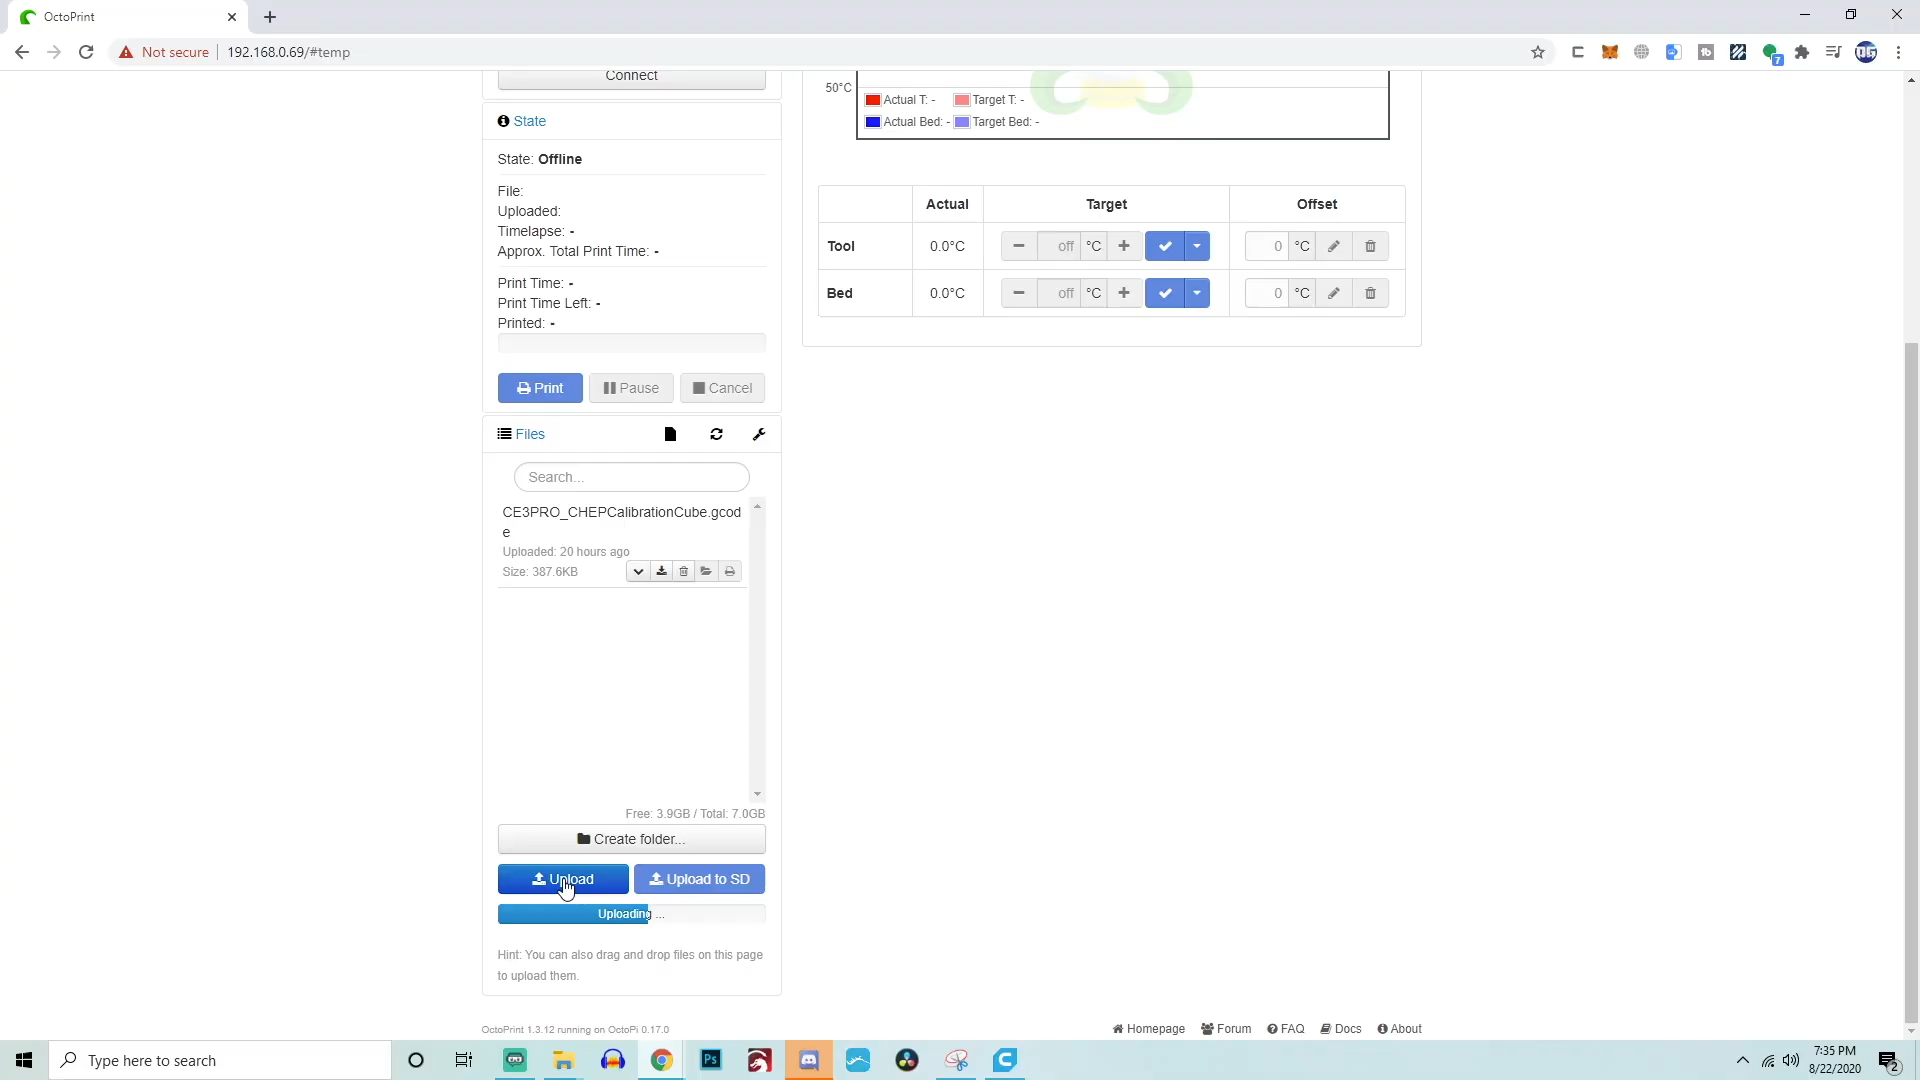 OctoPrint
Not secure
192.168.0.69/#temp
7
Connect
50°C
Actual T: -
Target T: -
Actual Bed: -
Target Bed: -
State
State: Offline
File:
Uploaded:
Timelapse: -
Approx. Total Print Time: -
Print Time: -
Print Time Left: -
Printed: -
Print
Pause
Cancel
Actual
Target
Offset
Tool
0.0°C
off
°C
0
°C
Bed
0.0°C
off
°C
0
°C
Files
Search...
CE3PRO_CHEPCalibrationCube.gcod
e
Uploaded: 20 hours ago
Size: 387.6KB
Free: 3.9GB / Total: 7.0GB
Create folder...
Upload
Upload to SD
Uploading ...
Hint: You can also drag and drop files on this page
to upload them.
OctoPrint 1.3.12 running on OctoPi 0.17.0
Homepage
Forum
FAQ
Docs
About
Type here to search
Ps
7:35 PM
8/22/2020
2